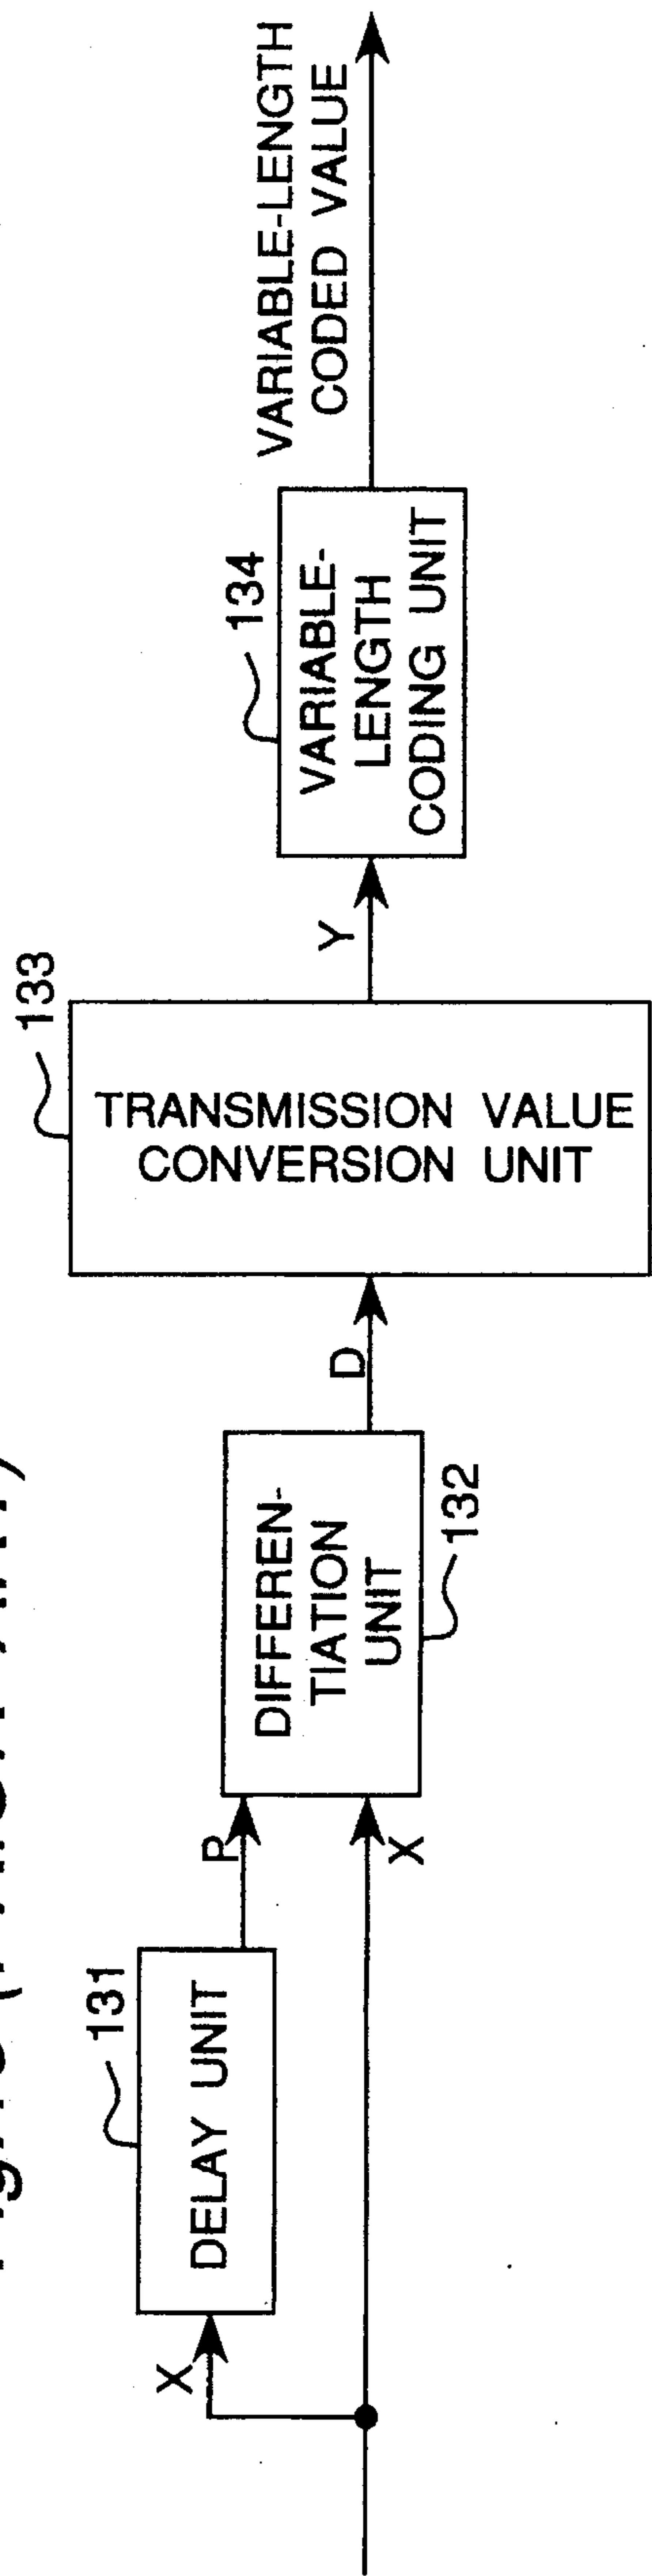 X
131
DELAY UNIT
P
X
DIFFEREN-
TIATION
UNIT
132
D
133
TRANSMISSION VALUE
CONVERSION UNIT
Y
134
VARIABLE-
LENGTH
CODING UNIT
VARIABLE-LENGTH
CODED VALUE